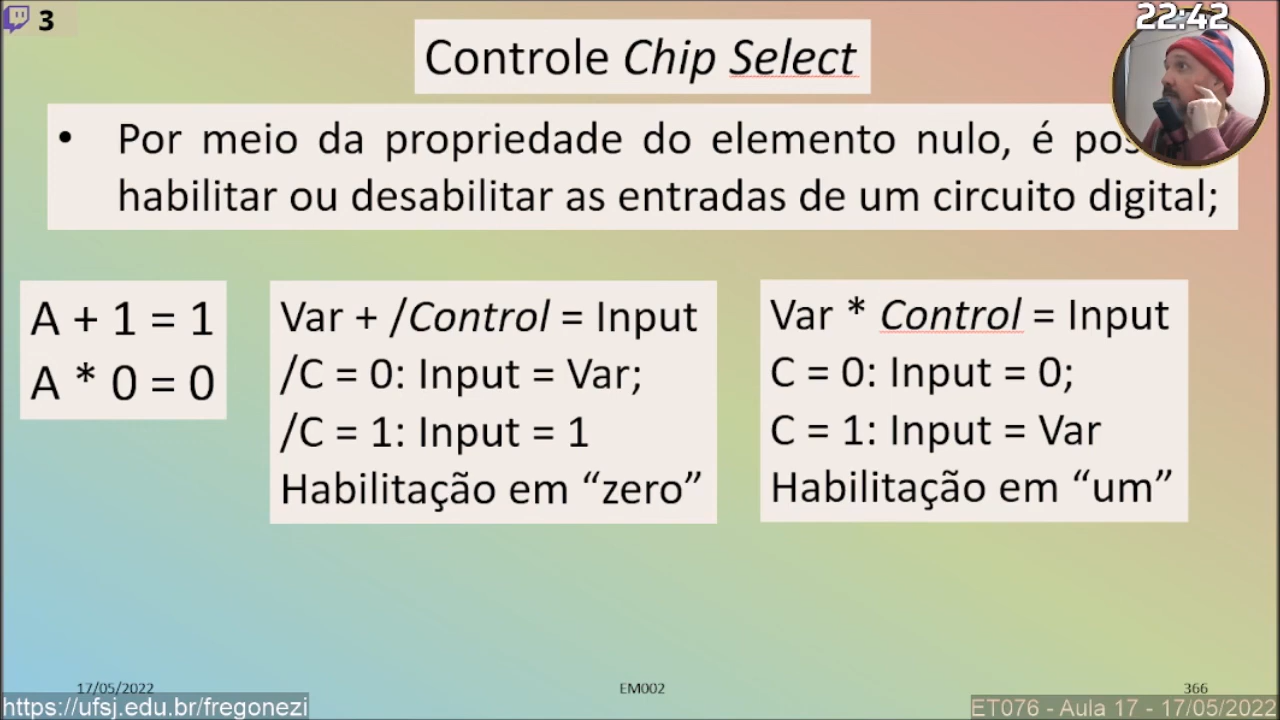 3
22:42
Controle Chip Select
• Por meio da propriedade do elemento nulo, é
habilitar ou desabilitar as entradas de um circuito digital;
A + 1 = 1
A * 0 = 0
Var + /Control = Input
/C = 0: Input = Var;
/C = 1: Input = 1
Habilitação em “zero”
Var * Control = Input
C = 0: Input = 0;
C = 1: Input = Var
Habilitação em “um”
17/05/2022
EM002
366
https://ufsj.edu.br/fregonezi
ET076 - Aula 17 - 17/05/2022